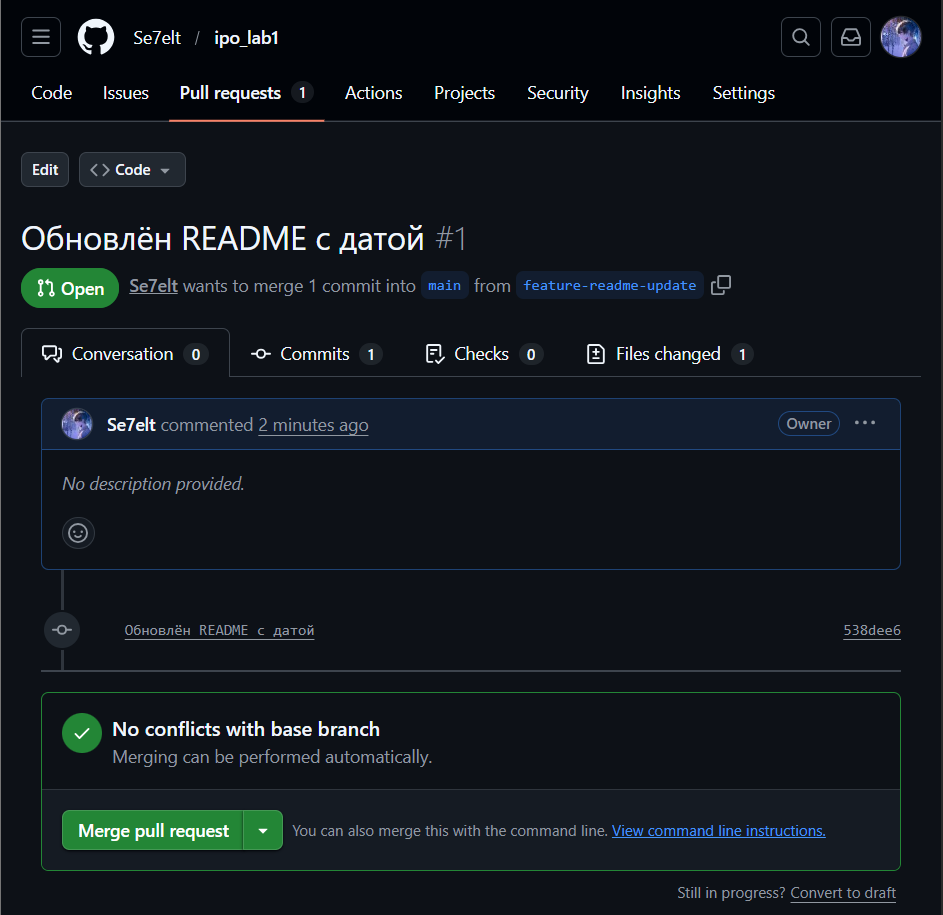 Se7elt / ipo_lab1
Code Issues Pull requests 1 Actions Projects Security Insights Settings
Edit <> Code
Обновлён README с датой #1
Open Se7elt wants to merge 1 commit into main from feature-readme-update
Conversation 0 Commits 1 Checks 0 Files changed 1
Se7elt commented 2 minutes ago Owner ...
No description provided.
Обновлён README с датой 538dee6
No conflicts with base branch
Merging can be performed automatically.
Merge pull request You can also merge this with the command line. View command line instructions.
Still in progress? Convert to draft